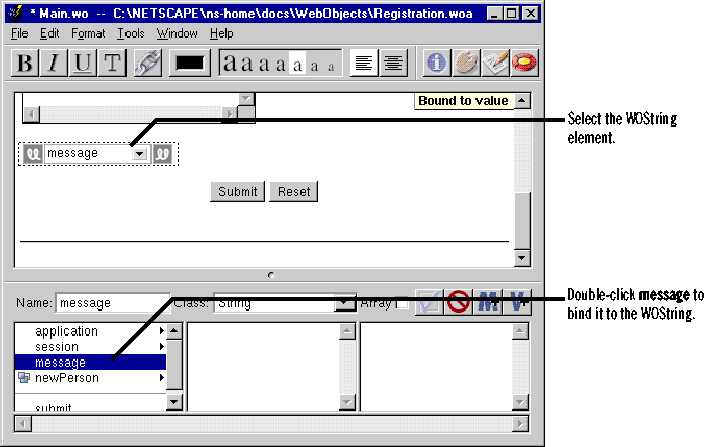 * Main.wo -- C:\NETSCAPE\ns-home\docs\WebObjects\Registration.woa
File Edit Format Tools Window Help
B I U T a a a a a a a
Bound to value
Select the WOString
element.
message
Submit Reset
Name: message Class: String Array
Double-click message to
bind it to the WOString.
application
session
message
newPerson
submit